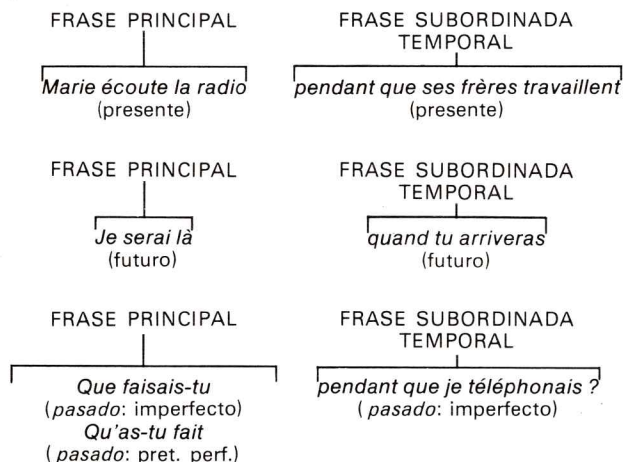 FRASE PRINCIPAL
FRASE SUBORDINADA
TEMPORAL
Marie écoute la radio
(presente)
pendant que ses frères travaillent
(presente)
FRASE PRINCIPAL
FRASE SUBORDINADA
TEMPORAL
Je serai là
(futuro)
quand tu arriveras
(futuro)
FRASE PRINCIPAL
FRASE SUBORDINADA
TEMPORAL
Que faisais-tu
(pasado: imperfecto)
Qu'as-tu fait
(pasado: pret. perf.)
pendant que je téléphonais ?
(pasado: imperfecto)